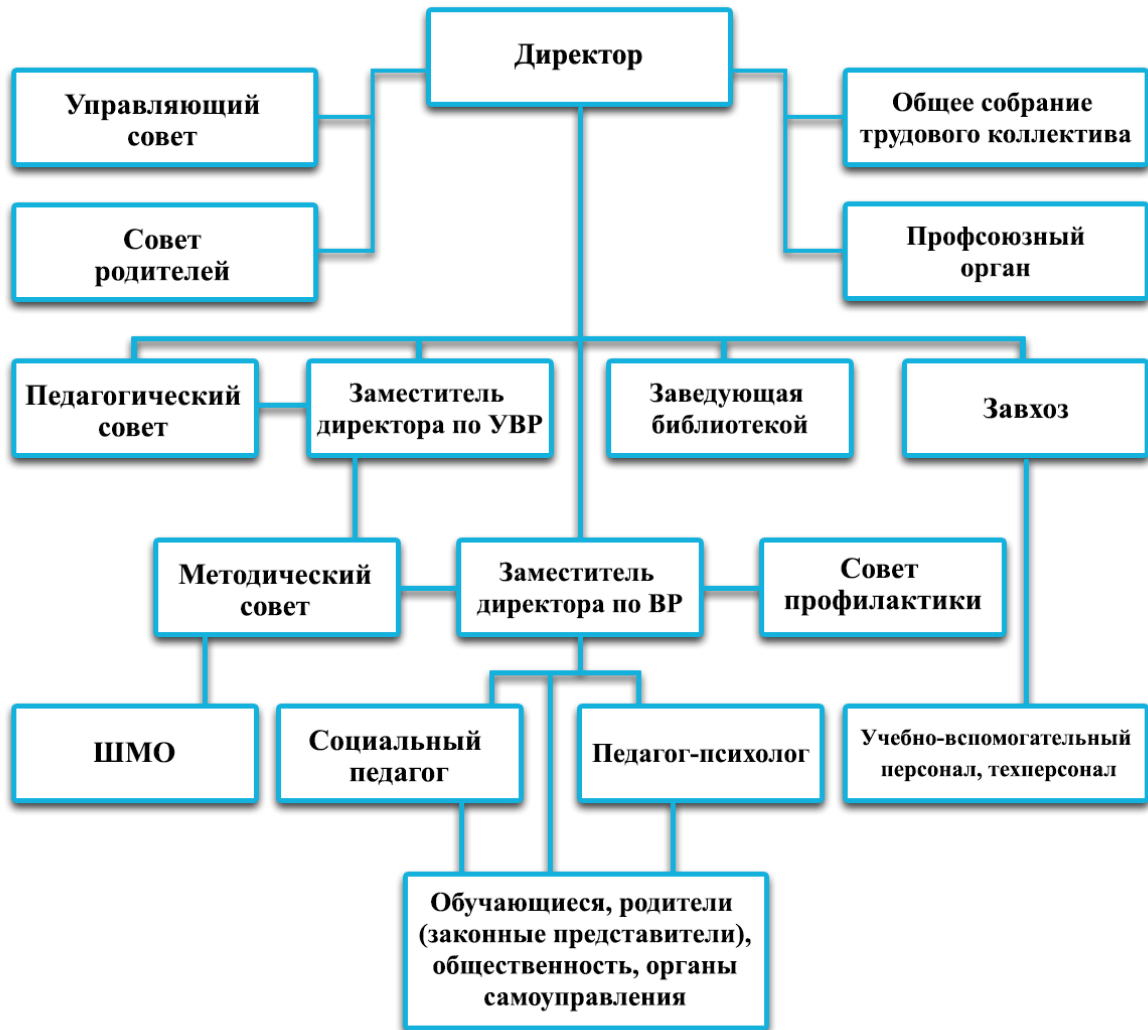 Директор
Управляющий
совет
Общее собрание
трудового коллектива
Совет
родителей
Профсоюзный
орган
Педагогический
совет
Заместитель
директора по УВР
Заведующая
библиотекой
Завхоз
Методический
совет
Заместитель
директора по ВР
Совет
профилактики
ШМО
Социальный
педагог
Педагог-психолог
Учебно-вспомогательный
персонал, техперсонал
Обучающиеся, родители
(законные представители),
общественность, органы
самоуправления